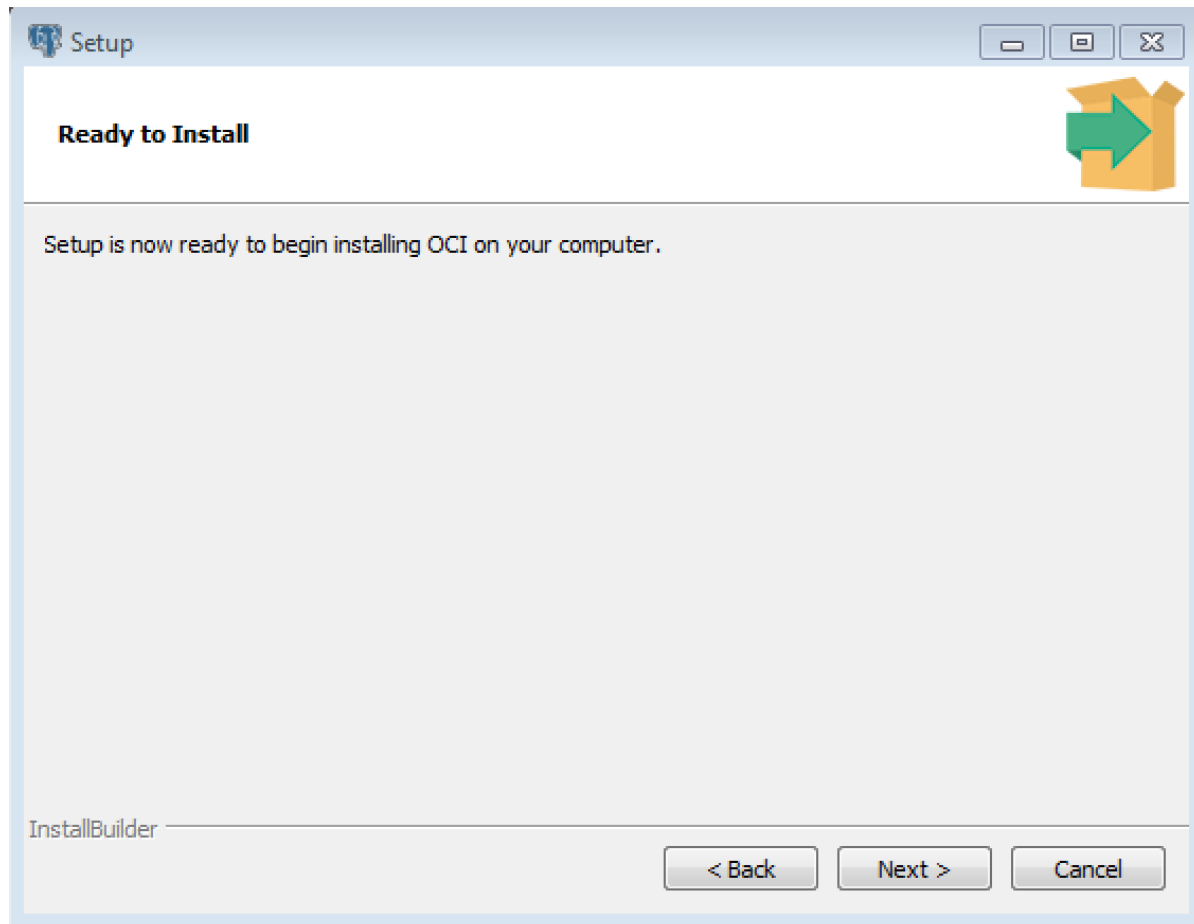 Setup
Ready to Install
Setup is now ready to begin installing OCI on your computer.
InstallBuilder
< Back
Next >
Cancel